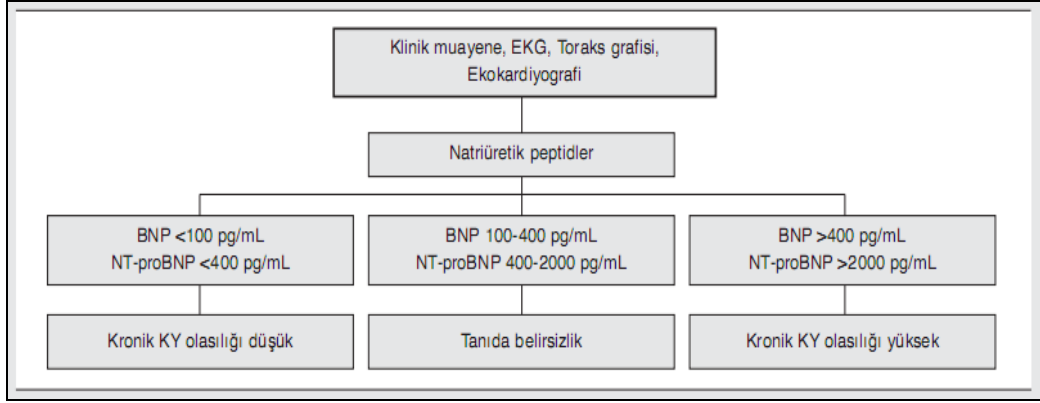 Klinik muayene, EKG, Toraks grafisi,
Ekokardiyografi
Natriüretik peptidler
BNP <100 pg/mL
NT-proBNP <400 pg/mL
BNP 100-400 pg/mL
NT-proBNP 400-2000 pg/mL
BNP >400 pg/mL
NT-proBNP >2000 pg/mL
Kronik KY olasılığı düşük
Tanıda belirsizlik
Kronik KY olasılığı yüksek